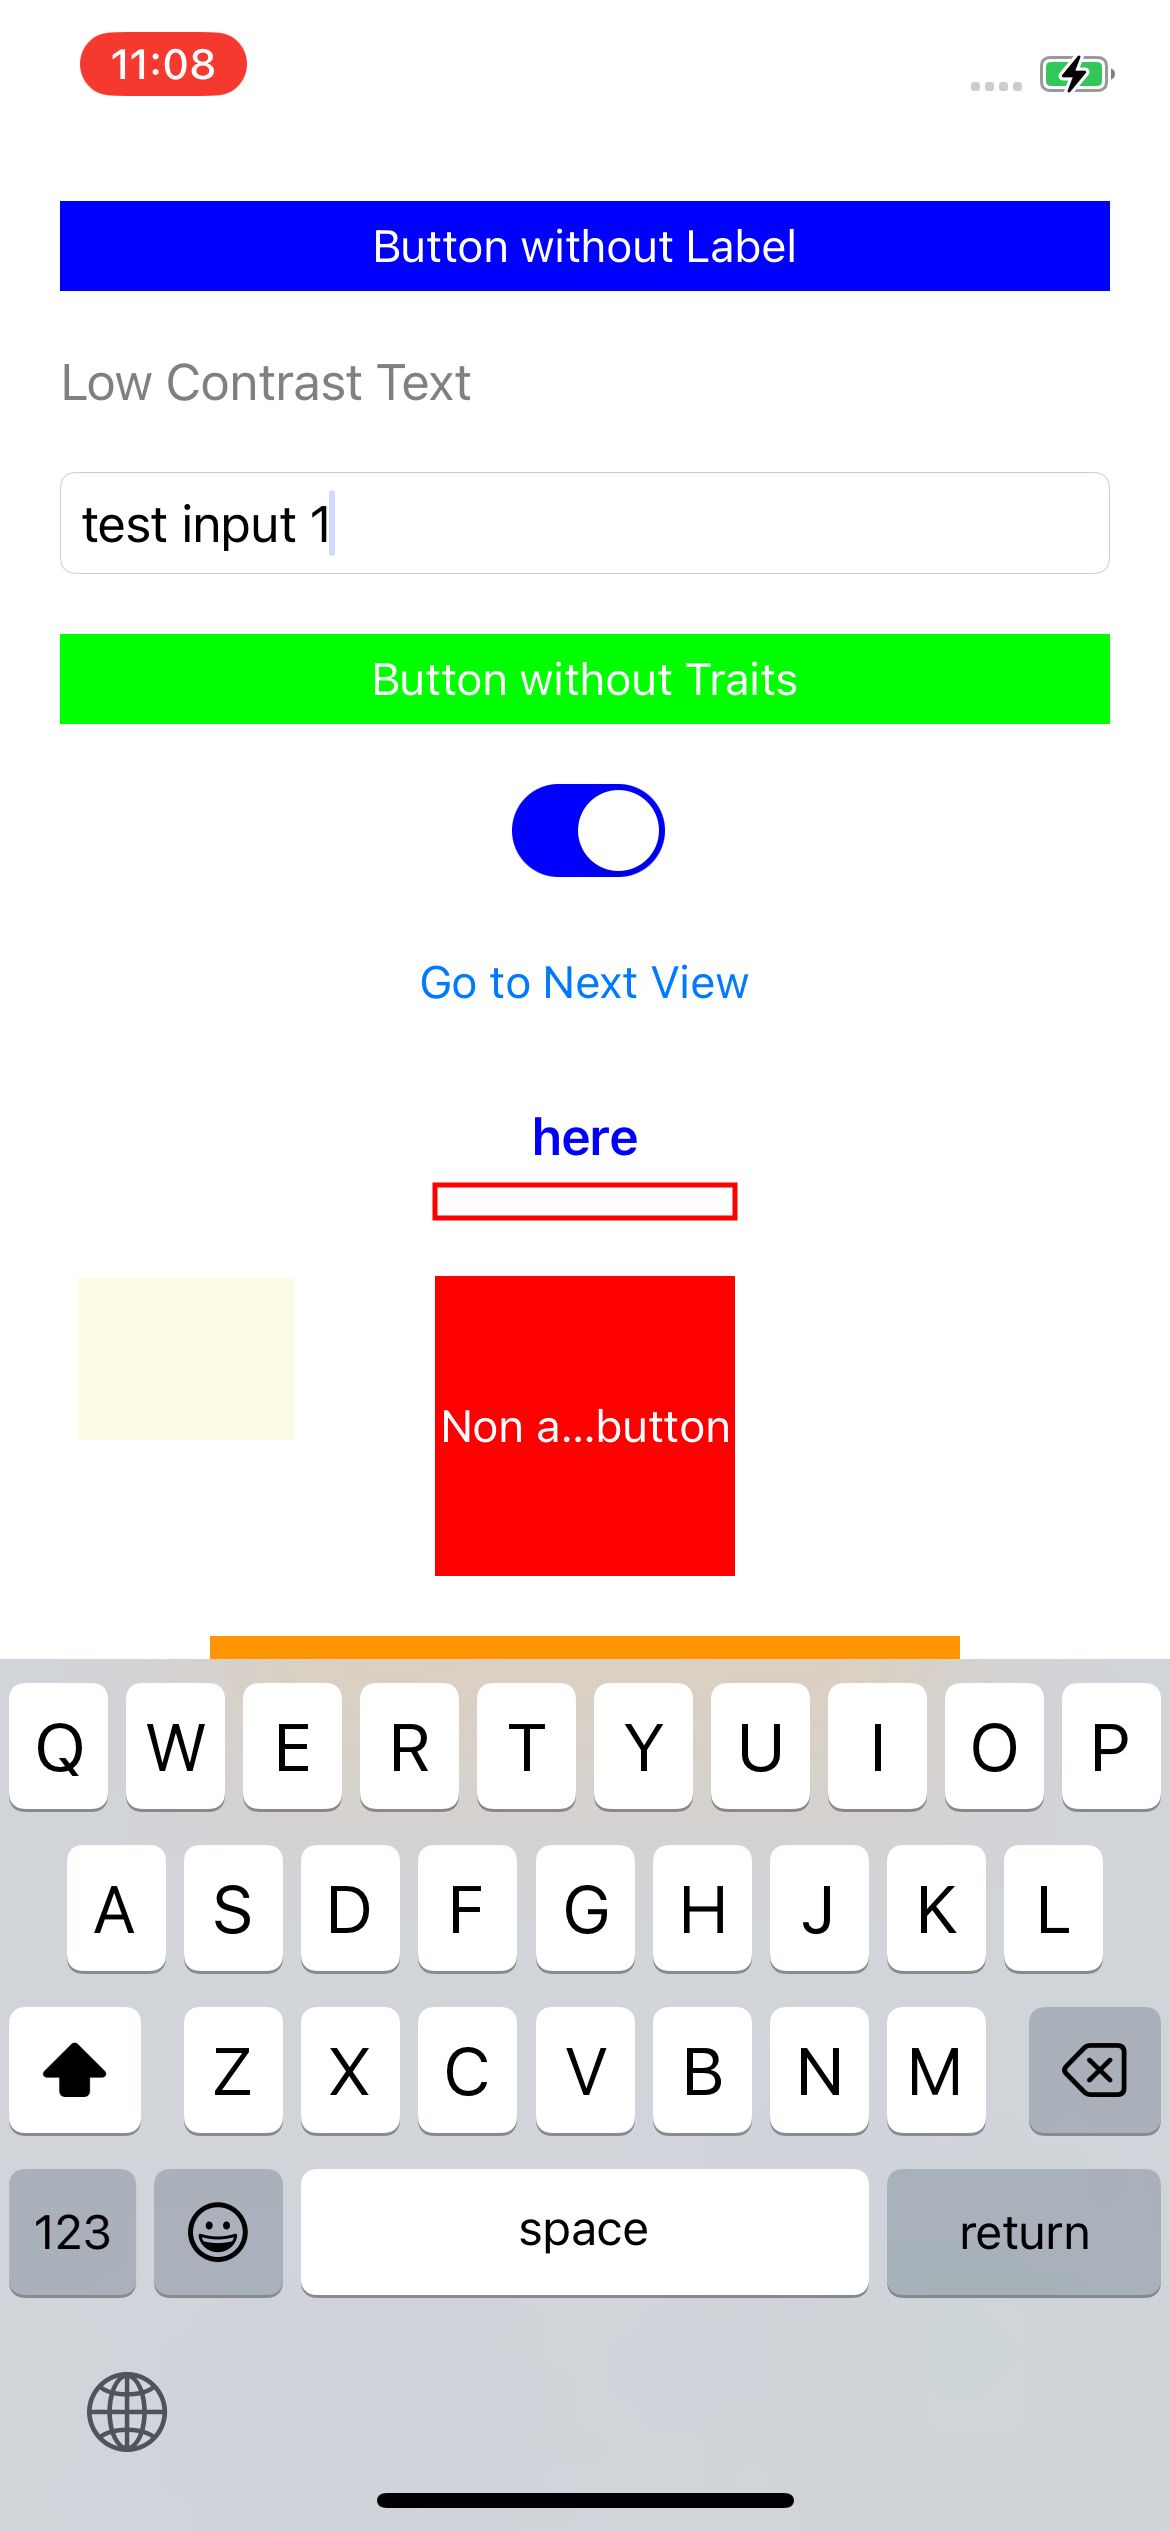 11:08
Button without Label
Low Contrast Text
test input 1
Button without Traits
Go to Next View
here
Non a...button
Q W E R T Y U I O P
A S D F G H J K L
Z X C V B N M
123 space return